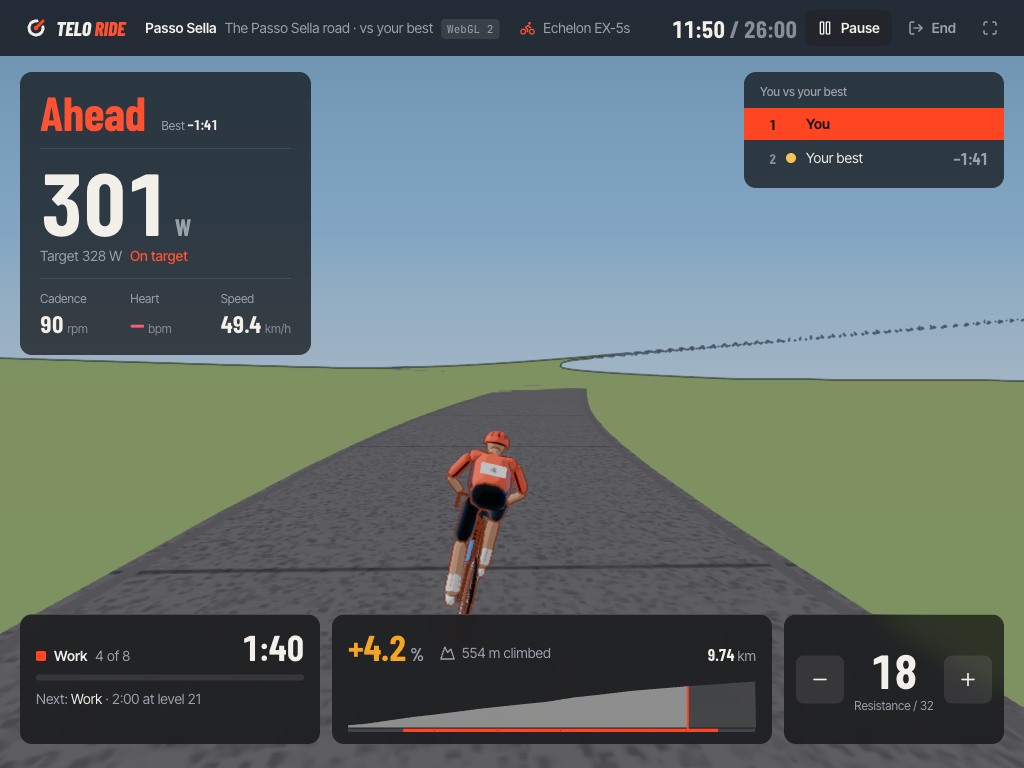 TELO RIDE
Passo Sella The Passo Sella road · vs your best WebGL 2
Echelon EX-5s
11:50 / 26:00
Pause
End
Ahead Best −1:41
301 W
Target 328 W On target
Cadence Heart Speed
90 rpm — bpm 49.4 km/h
You vs your best
1 You
2 Your best −1:41
Work 4 of 8 1:40
Next: Work · 2:00 at level 21
+4.2 % 554 m climbed 9.74 km
− 18 +
Resistance / 32